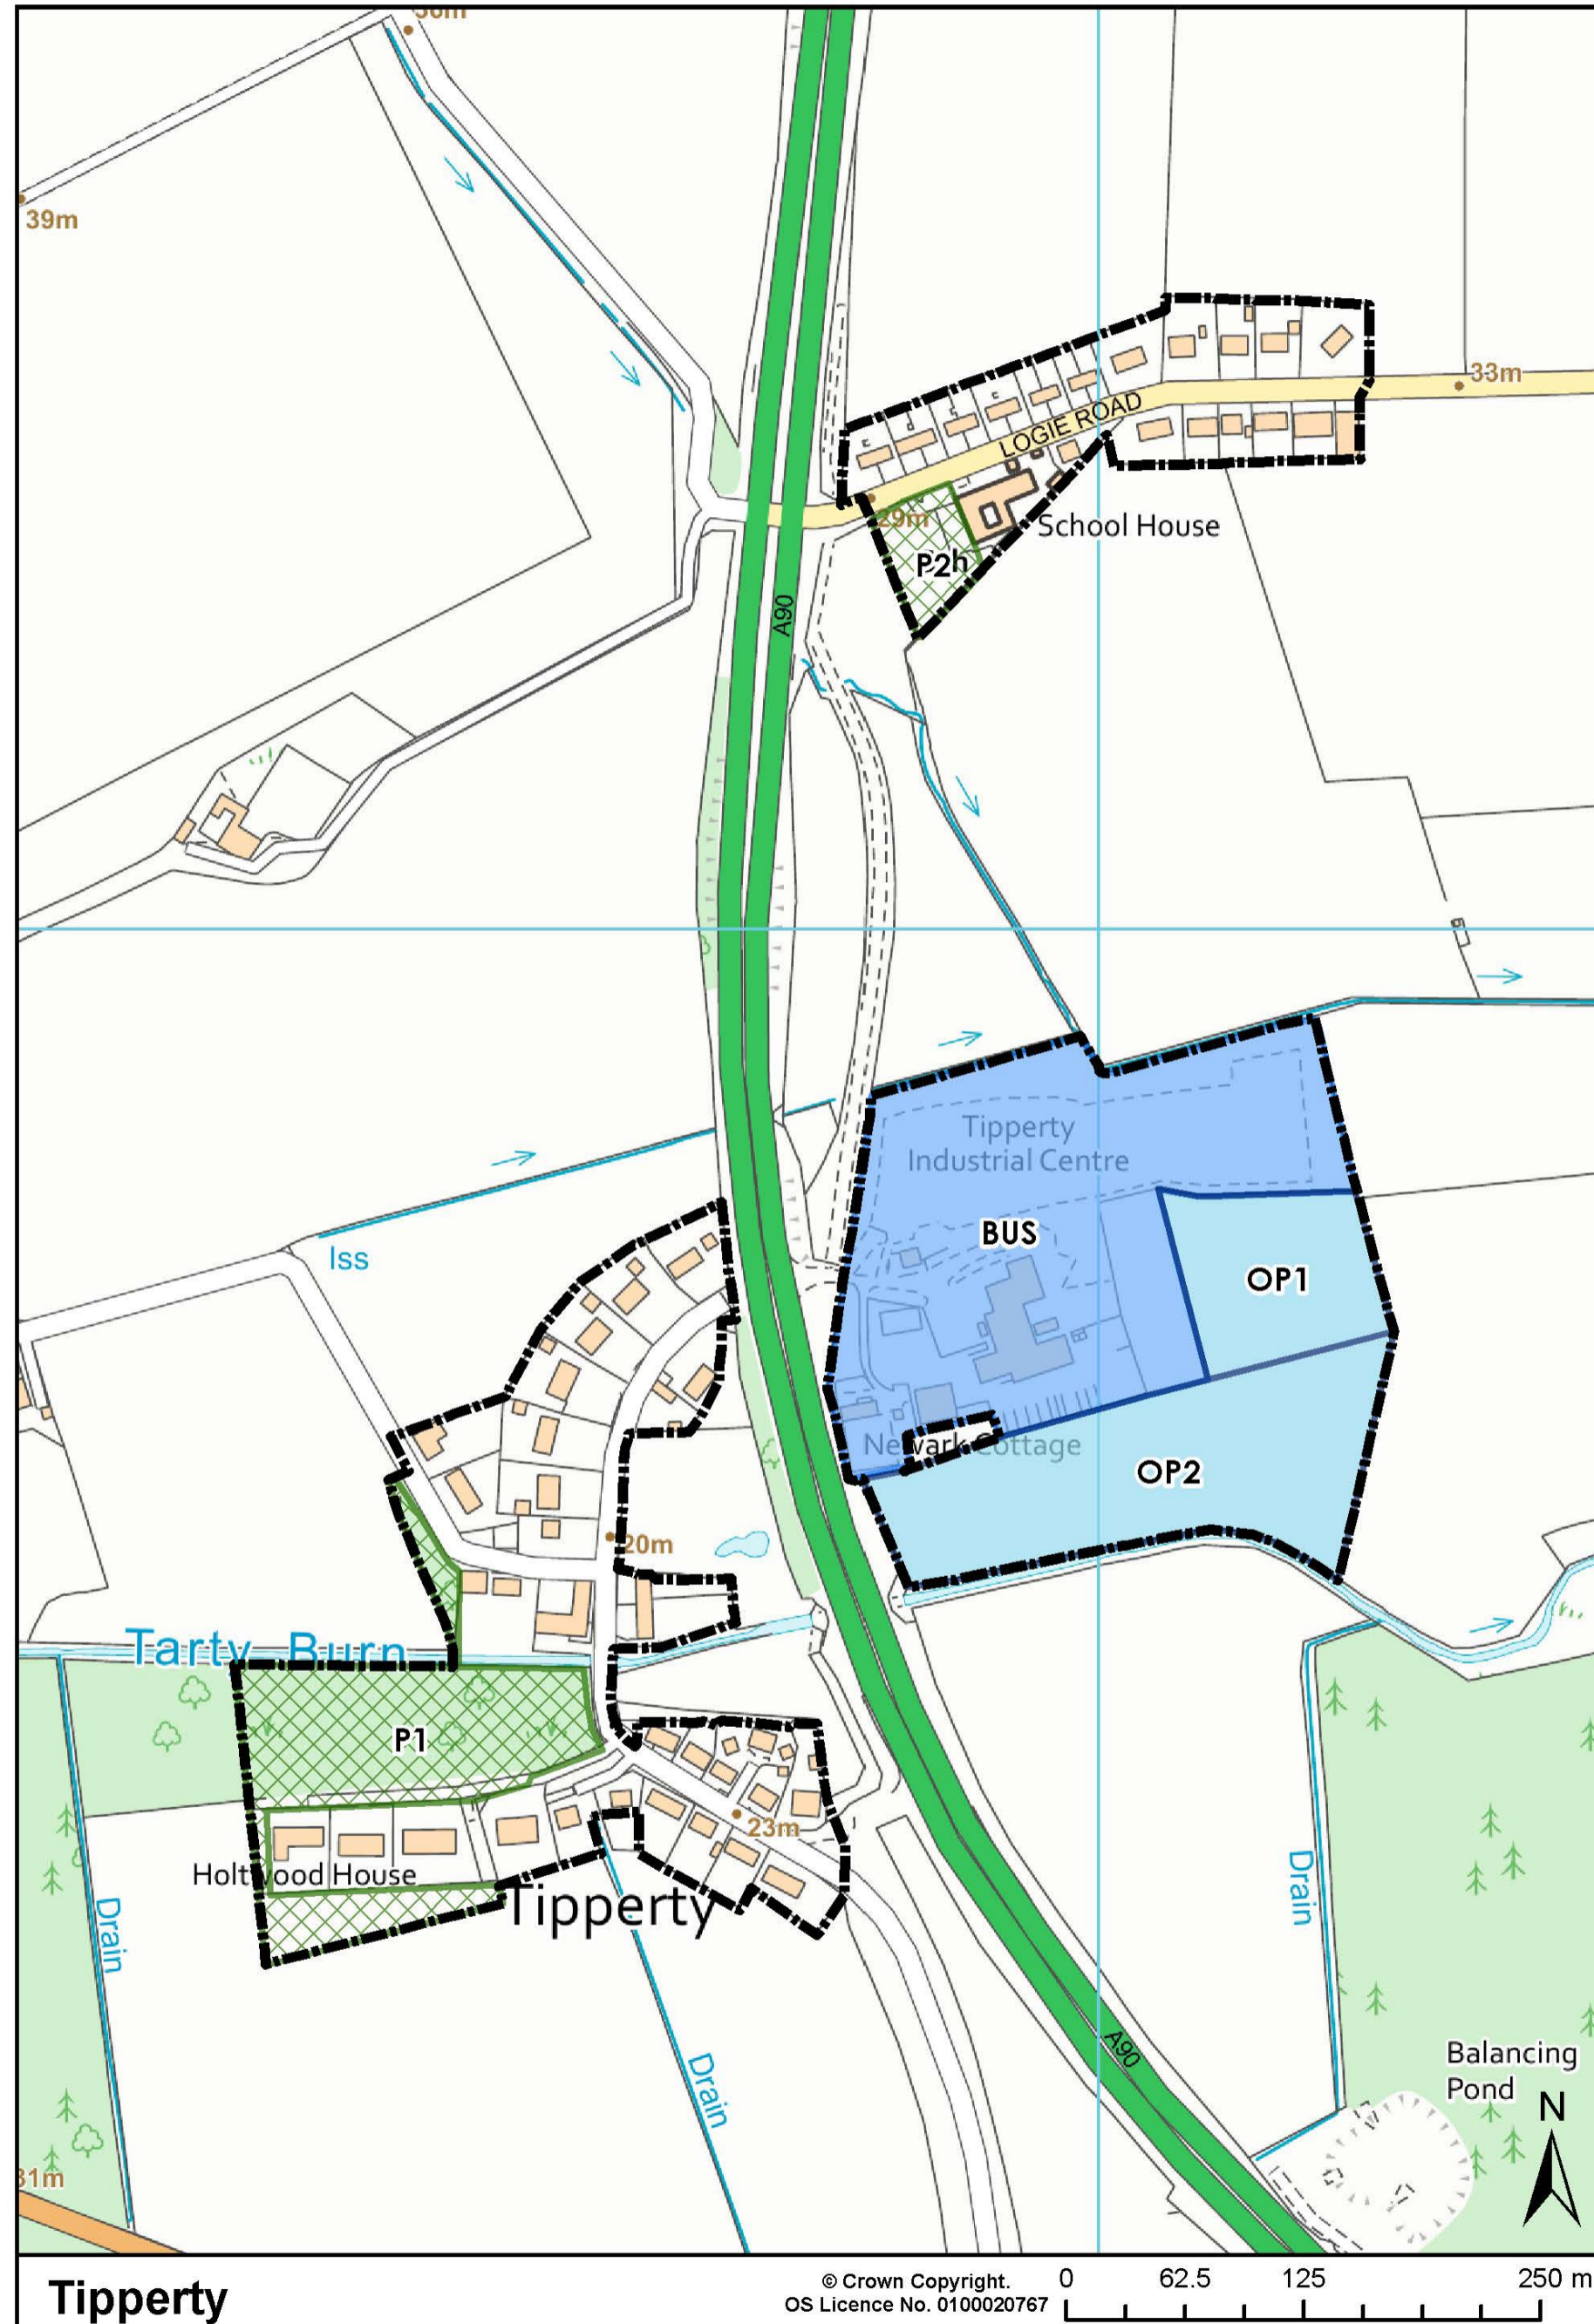 36m
39m
33m
LOGIE ROAD
29m
School House
P2h
A90
Tipperty
Industrial Centre
BUS
Iss
OP1
Newark Cottage
OP2
20m
Tarty Burn
P1
23m
Holtwood House
Tipperty
Drain
Drain
Drain
A90
Balancing
Pond
N
31m
Tipperty
© Crown Copyright.
OS Licence No. 0100020767
0 62.5 125 250 m